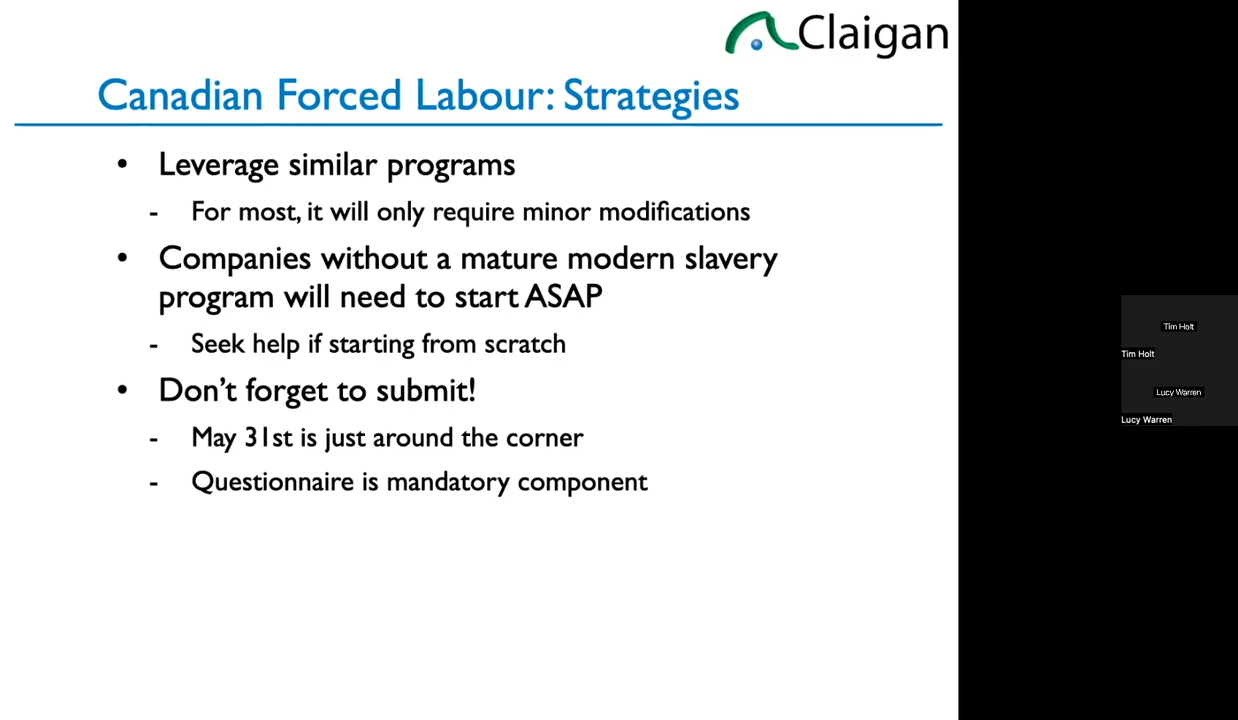 Claigan
Canadian Forced Labour: Strategies
• Leverage similar programs
- For most, it will only require minor modifications
• Companies without a mature modern slavery
program will need to start ASAP
- Seek help if starting from scratch
• Don't forget to submit!
- May 31st is just around the corner
- Questionnaire is mandatory component
Tim Holt
Tim Holt
Lucy Warren
Lucy Warren